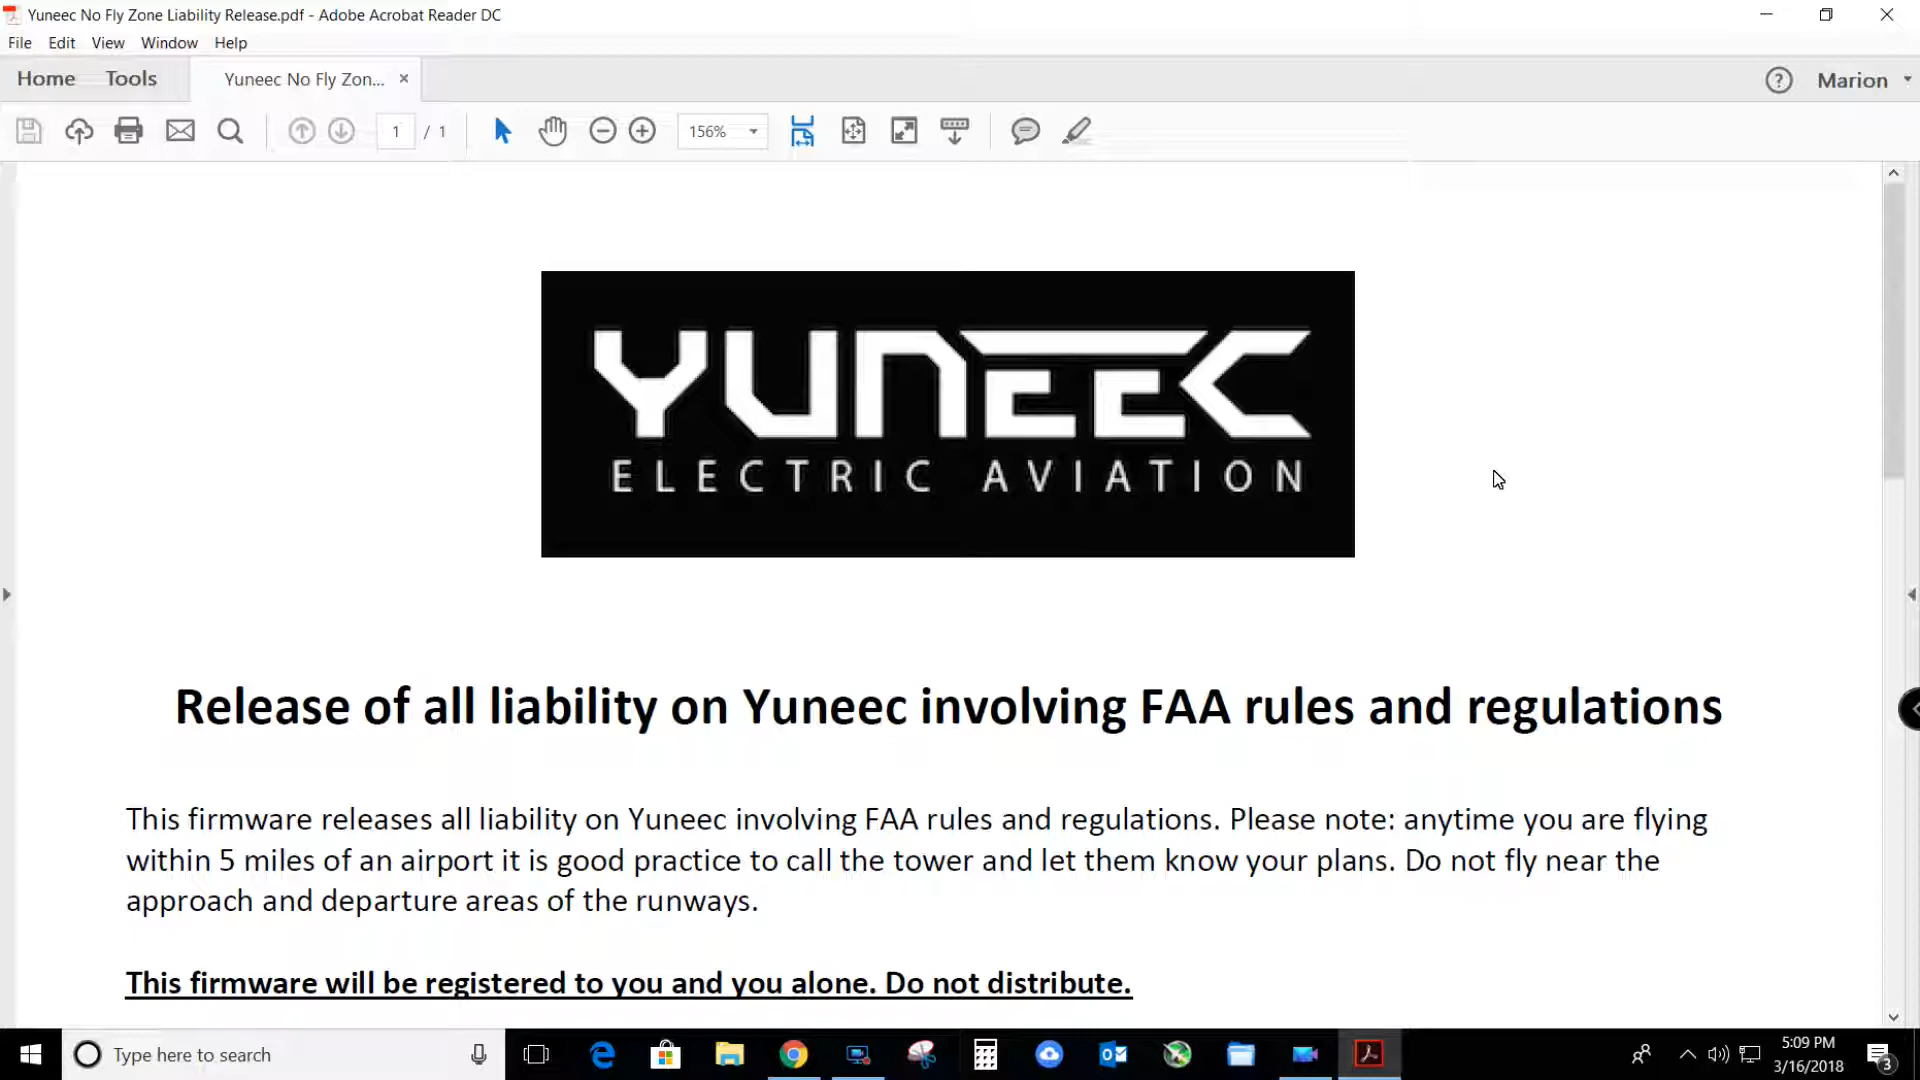 Yuneec No Fly Zone Liability Release.pdf - Adobe Acrobat Reader DC
File Edit View Window Help
Home Tools Yuneec No Fly Zon... × ? Marion
1 / 1 156%
YUNEEC
ELECTRIC AVIATION
Release of all liability on Yuneec involving FAA rules and regulations
This firmware releases all liability on Yuneec involving FAA rules and regulations. Please note: anytime you are flying
within 5 miles of an airport it is good practice to call the tower and let them know your plans. Do not fly near the
approach and departure areas of the runways.
This firmware will be registered to you and you alone. Do not distribute.
Type here to search
5:09 PM
3/16/2018
3